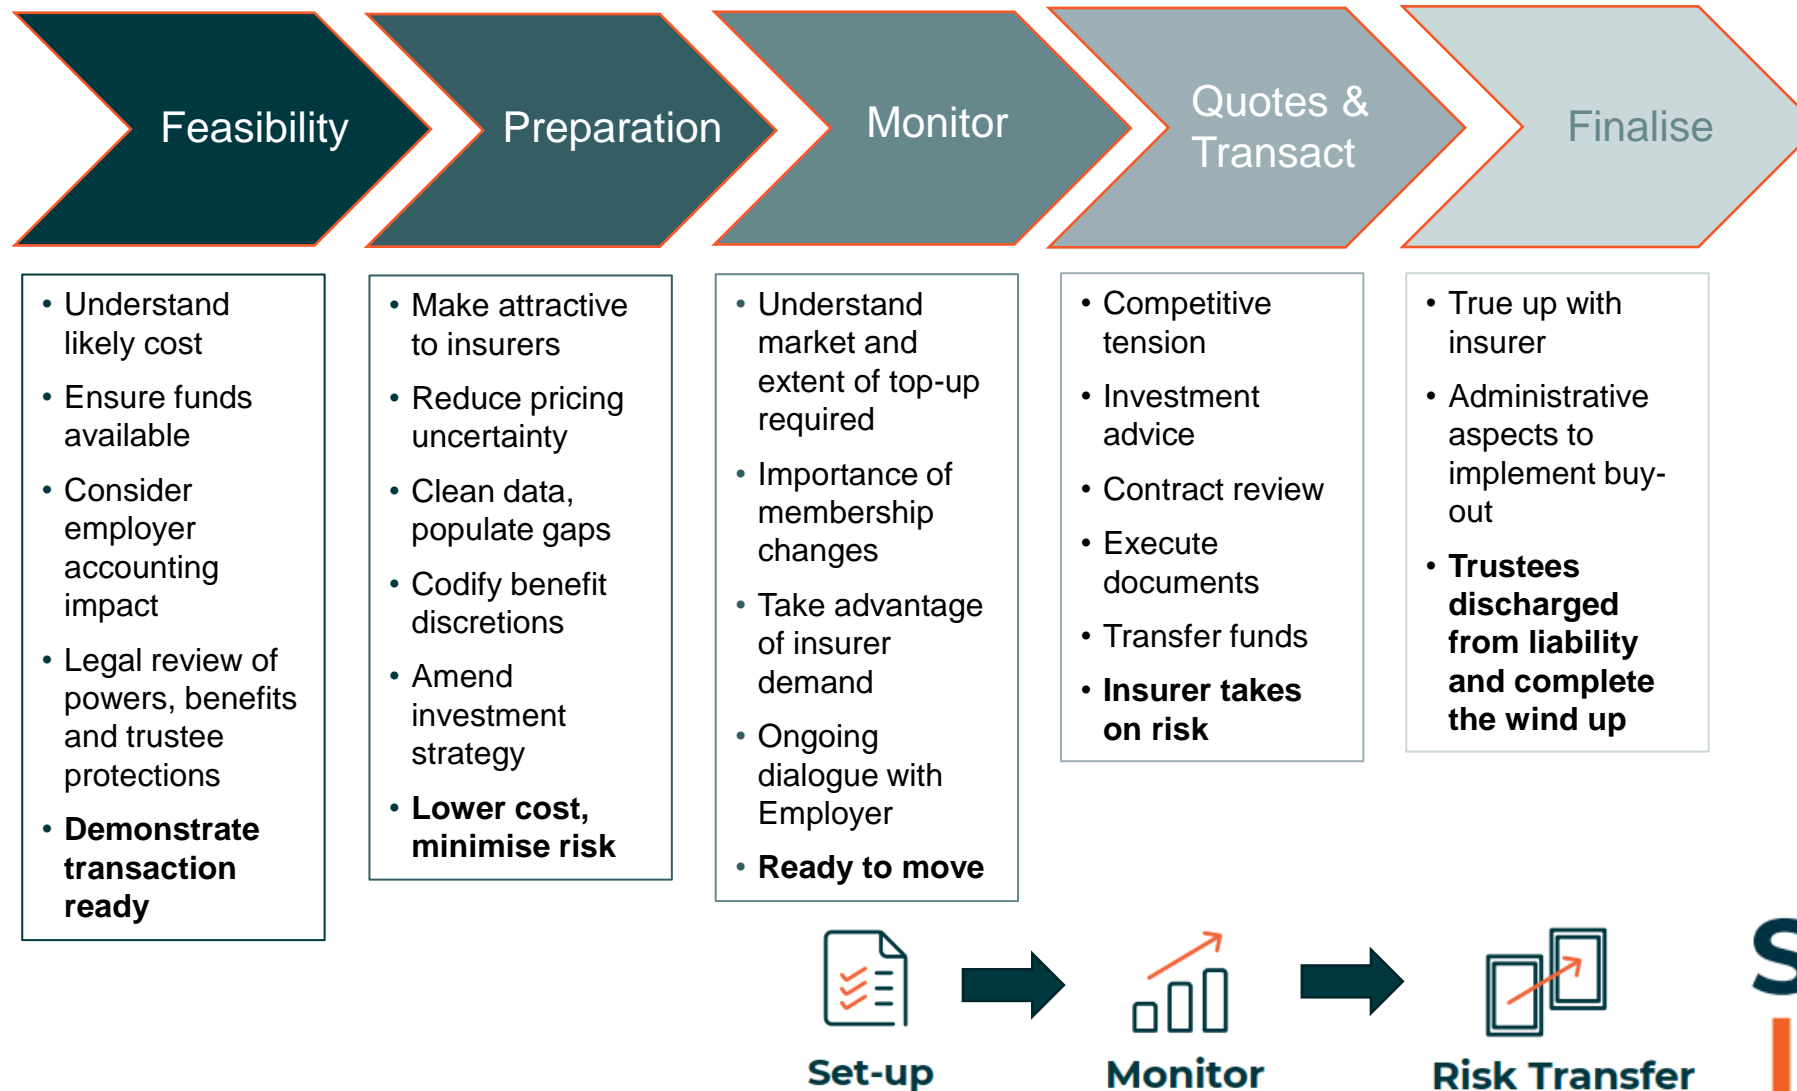 Feasibility
Preparation
Monitor
Quotes &
Transact
Finalise
• Understand
likely cost
• Ensure funds
available
• Consider
employer
accounting
impact
• Legal review of
powers, benefits
and trustee
protections
• Demonstrate
transaction
ready
• Make attractive
to insurers
• Reduce pricing
uncertainty
• Clean data,
populate gaps
• Codify benefit
discretions
• Amend
investment
strategy
• Lower cost,
minimise risk
• Understand
market and
extent of top-up
required
• Importance of
membership
changes
• Take advantage
of insurer
demand
• Ongoing
dialogue with
Employer
• Ready to move
• Competitive
tension
• Investment
advice
• Contract review
• Execute
documents
• Transfer funds
• Insurer takes
on risk
• True up with
insurer
• Administrative
aspects to
implement buy-
out
• Trustees
discharged
from liability
and complete
the wind up
Set-up
Monitor
Risk Transfer